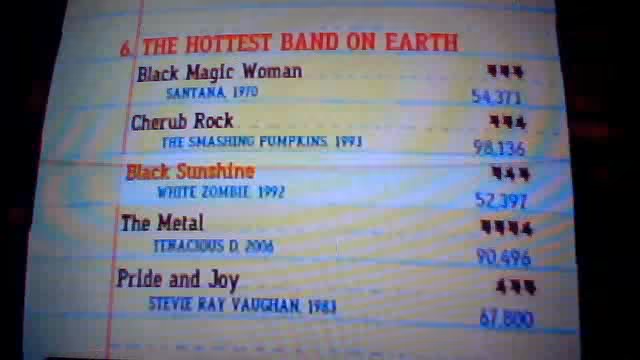 6. THE HOTTEST BAND ON EARTH
Black Magic Woman
SANTANA, 1970
54,371
Cherub Rock
THE SMASHING PUMPKINS, 1993
98,136
Black Sunshine
WHITE ZOMBIE, 1992
52,397
The Metal
TENACIOUS D, 2006
90,496
Pride and Joy
STEVIE RAY VAUGHAN, 1983
67,800